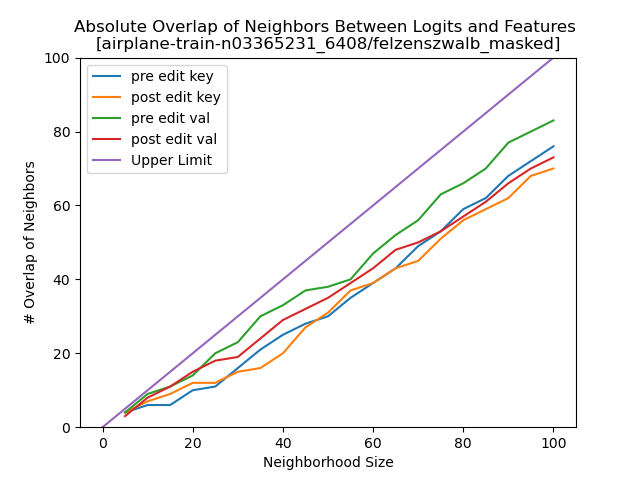 Absolute Overlap of Neighbors Between Logits and Features
[airplane-train-n03365231_6408/felzenszwalb_masked]
pre edit key
post edit key
pre edit val
post edit val
Upper Limit
# Overlap of Neighbors
100
80
60
40
20
0
0 20 40 60 80 100
Neighborhood Size